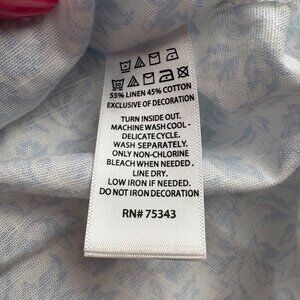 55% LINEN 45% COTTON
EXCLUSIVE OF DECORATION
TURN INSIDE OUT.
MACHINE WASH COOL -
DELICATE CYCLE.
WASH SEPARATELY.
ONLY NON-CHLORINE
BLEACH WHEN NEEDED .
LINE DRY.
LOW IRON IF NEEDED.
DO NOT IRON DECORATION
RN# 75343